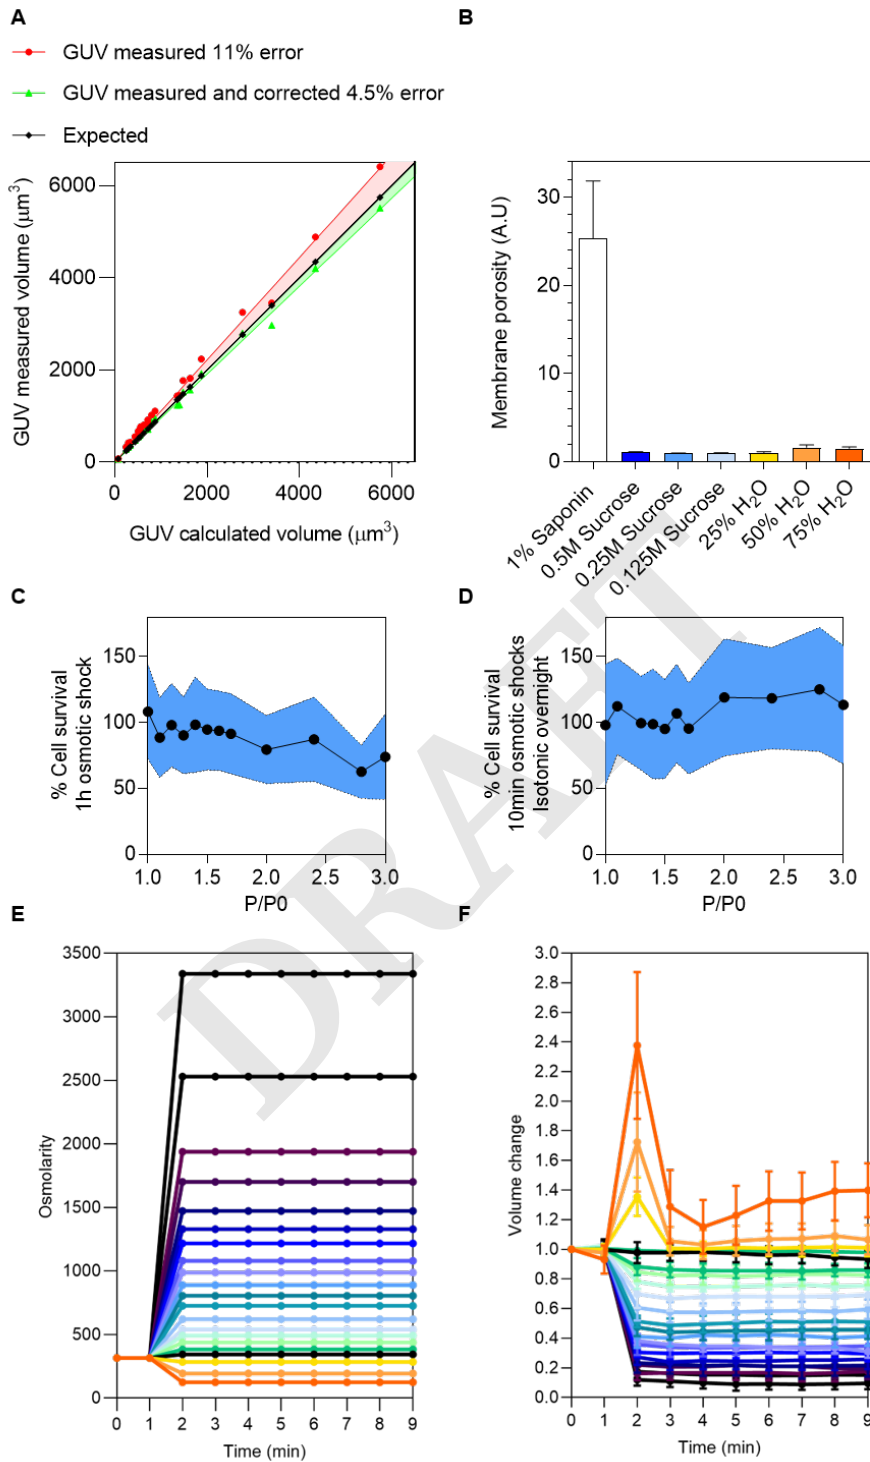 A
GUV measured 11% error
GUV measured and corrected 4.5% error
Expected
GUV measured volume (μm³)
6000
4000
2000
0
0 2000 4000 6000
GUV calculated volume (μm³)
B
Membrane porosity (A.U)
30
20
10
0
1% Saponin
0.5M Sucrose
0.25M Sucrose
0.125M Sucrose
25% H₂O
50% H₂O
75% H₂O
C
% Cell survival
1h osmotic shock
150
100
50
0
1.0 1.5 2.0 2.5 3.0
P/P0
D
% Cell survival
10min osmotic shocks
Isotonic overnight
150
100
50
0
1.0 1.5 2.0 2.5 3.0
P/P0
E
Osmolarity
3500
3000
2500
2000
1500
1000
500
0
0 1 2 3 4 5 6 7 8 9
Time (min)
F
Volume change
3.0
2.8
2.6
2.4
2.2
2.0
1.8
1.6
1.4
1.2
1.0
0.8
0.6
0.4
0.2
0.0
0 1 2 3 4 5 6 7 8 9
Time (min)
DRAFT